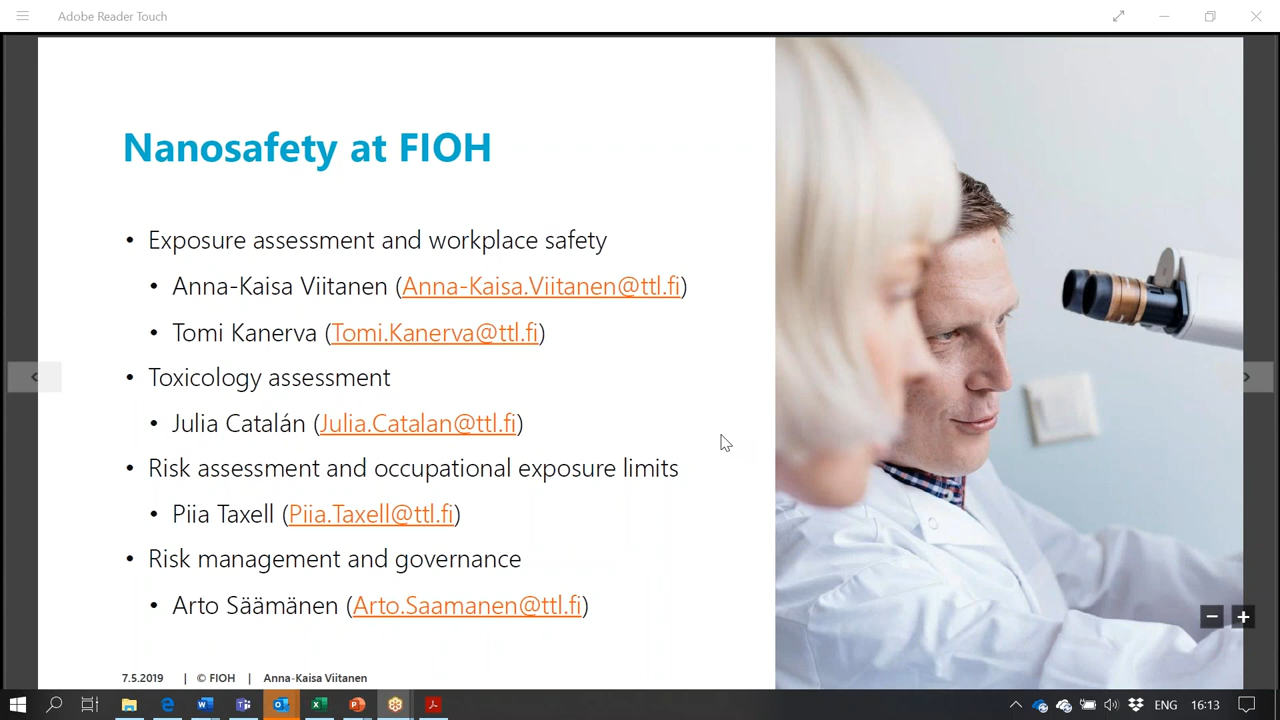 Adobe Reader Touch
Nanosafety at FIOH
• Exposure assessment and workplace safety
• Anna-Kaisa Viitanen (Anna-Kaisa.Viitanen@ttl.fi)
• Tomi Kanerva (Tomi.Kanerva@ttl.fi)
• Toxicology assessment
• Julia Catalán (Julia.Catalan@ttl.fi)
• Risk assessment and occupational exposure limits
• Piia Taxell (Piia.Taxell@ttl.fi)
• Risk management and governance
• Arto Säämänen (Arto.Saamanen@ttl.fi)
7.5.2019 | © FIOH | Anna-Kaisa Viitanen
ENG 16:13